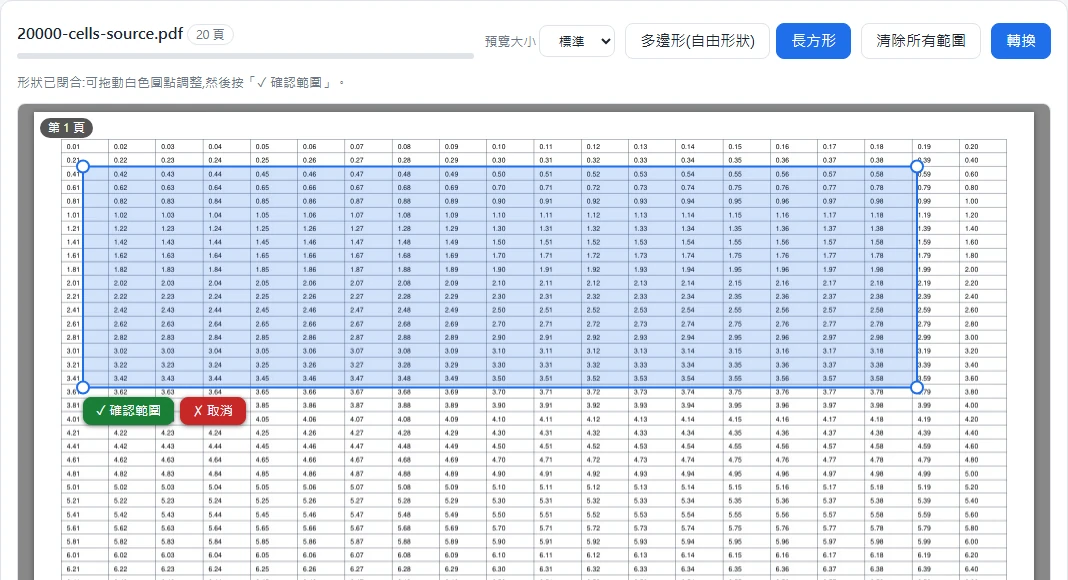 20000-cells-source.pdf 20 頁
預覽大小 標準 多邊形(自由形狀) 長方形 清除所有範圍 轉換
形狀已閉合:可拖動白色圓點調整,然後按「✓ 確認範圍」。
第 1 頁
0.01 0.02 0.03 0.04 0.05 0.06 0.07 0.08 0.09 0.10 0.11 0.12 0.13 0.14 0.15 0.16 0.17 0.18 0.19 0.20
0.21 0.22 0.23 0.24 0.25 0.26 0.27 0.28 0.29 0.30 0.31 0.32 0.33 0.34 0.35 0.36 0.37 0.38 0.39 0.40
0.41 0.42 0.43 0.44 0.45 0.46 0.47 0.48 0.49 0.50 0.51 0.52 0.53 0.54 0.55 0.56 0.57 0.58 0.59 0.60
0.61 0.62 0.63 0.64 0.65 0.66 0.67 0.68 0.69 0.70 0.71 0.72 0.73 0.74 0.75 0.76 0.77 0.78 0.79 0.80
0.81 0.82 0.83 0.84 0.85 0.86 0.87 0.88 0.89 0.90 0.91 0.92 0.93 0.94 0.95 0.96 0.97 0.98 0.99 1.00
1.01 1.02 1.03 1.04 1.05 1.06 1.07 1.08 1.09 1.10 1.11 1.12 1.13 1.14 1.15 1.16 1.17 1.18 1.19 1.20
1.21 1.22 1.23 1.24 1.25 1.26 1.27 1.28 1.29 1.30 1.31 1.32 1.33 1.34 1.35 1.36 1.37 1.38 1.39 1.40
1.41 1.42 1.43 1.44 1.45 1.46 1.47 1.48 1.49 1.50 1.51 1.52 1.53 1.54 1.55 1.56 1.57 1.58 1.59 1.60
1.61 1.62 1.63 1.64 1.65 1.66 1.67 1.68 1.69 1.70 1.71 1.72 1.73 1.74 1.75 1.76 1.77 1.78 1.79 1.80
1.81 1.82 1.83 1.84 1.85 1.86 1.87 1.88 1.89 1.90 1.91 1.92 1.93 1.94 1.95 1.96 1.97 1.98 1.99 2.00
2.01 2.02 2.03 2.04 2.05 2.06 2.07 2.08 2.09 2.10 2.11 2.12 2.13 2.14 2.15 2.16 2.17 2.18 2.19 2.20
2.21 2.22 2.23 2.24 2.25 2.26 2.27 2.28 2.29 2.30 2.31 2.32 2.33 2.34 2.35 2.36 2.37 2.38 2.39 2.40
2.41 2.42 2.43 2.44 2.45 2.46 2.47 2.48 2.49 2.50 2.51 2.52 2.53 2.54 2.55 2.56 2.57 2.58 2.59 2.60
2.61 2.62 2.63 2.64 2.65 2.66 2.67 2.68 2.69 2.70 2.71 2.72 2.73 2.74 2.75 2.76 2.77 2.78 2.79 2.80
2.81 2.82 2.83 2.84 2.85 2.86 2.87 2.88 2.89 2.90 2.91 2.92 2.93 2.94 2.95 2.96 2.97 2.98 2.99 3.00
3.01 3.02 3.03 3.04 3.05 3.06 3.07 3.08 3.09 3.10 3.11 3.12 3.13 3.14 3.15 3.16 3.17 3.18 3.19 3.20
3.21 3.22 3.23 3.24 3.25 3.26 3.27 3.28 3.29 3.30 3.31 3.32 3.33 3.34 3.35 3.36 3.37 3.38 3.39 3.40
3.41 3.42 3.43 3.44 3.45 3.46 3.47 3.48 3.49 3.50 3.51 3.52 3.53 3.54 3.55 3.56 3.57 3.58 3.59 3.60
3.61 3.62 3.63 3.64 3.65 3.66 3.67 3.68 3.69 3.70 3.71 3.72 3.73 3.74 3.75 3.76 3.77 3.78 3.79 3.80
3.81 ✓ 確認範圍 ✗ 取消 3.85 3.86 3.87 3.88 3.89 3.90 3.91 3.92 3.93 3.94 3.95 3.96 3.97 3.98 3.99 4.00
4.01 4.05 4.06 4.07 4.08 4.09 4.10 4.11 4.12 4.13 4.14 4.15 4.16 4.17 4.18 4.19 4.20
4.21 4.22 4.23 4.24 4.25 4.26 4.27 4.28 4.29 4.30 4.31 4.32 4.33 4.34 4.35 4.36 4.37 4.38 4.39 4.40
4.41 4.42 4.43 4.44 4.45 4.46 4.47 4.48 4.49 4.50 4.51 4.52 4.53 4.54 4.55 4.56 4.57 4.58 4.59 4.60
4.61 4.62 4.63 4.64 4.65 4.66 4.67 4.68 4.69 4.70 4.71 4.72 4.73 4.74 4.75 4.76 4.77 4.78 4.79 4.80
4.81 4.82 4.83 4.84 4.85 4.86 4.87 4.88 4.89 4.90 4.91 4.92 4.93 4.94 4.95 4.96 4.97 4.98 4.99 5.00
5.01 5.02 5.03 5.04 5.05 5.06 5.07 5.08 5.09 5.10 5.11 5.12 5.13 5.14 5.15 5.16 5.17 5.18 5.19 5.20
5.21 5.22 5.23 5.24 5.25 5.26 5.27 5.28 5.29 5.30 5.31 5.32 5.33 5.34 5.35 5.36 5.37 5.38 5.39 5.40
5.41 5.42 5.43 5.44 5.45 5.46 5.47 5.48 5.49 5.50 5.51 5.52 5.53 5.54 5.55 5.56 5.57 5.58 5.59 5.60
5.61 5.62 5.63 5.64 5.65 5.66 5.67 5.68 5.69 5.70 5.71 5.72 5.73 5.74 5.75 5.76 5.77 5.78 5.79 5.80
5.81 5.82 5.83 5.84 5.85 5.86 5.87 5.88 5.89 5.90 5.91 5.92 5.93 5.94 5.95 5.96 5.97 5.98 5.99 6.00
6.01 6.02 6.03 6.04 6.05 6.06 6.07 6.08 6.09 6.10 6.11 6.12 6.13 6.14 6.15 6.16 6.17 6.18 6.19 6.20
6.21 6.22 6.23 6.24 6.25 6.26 6.27 6.28 6.29 6.30 6.31 6.32 6.33 6.34 6.35 6.36 6.37 6.38 6.39 6.40